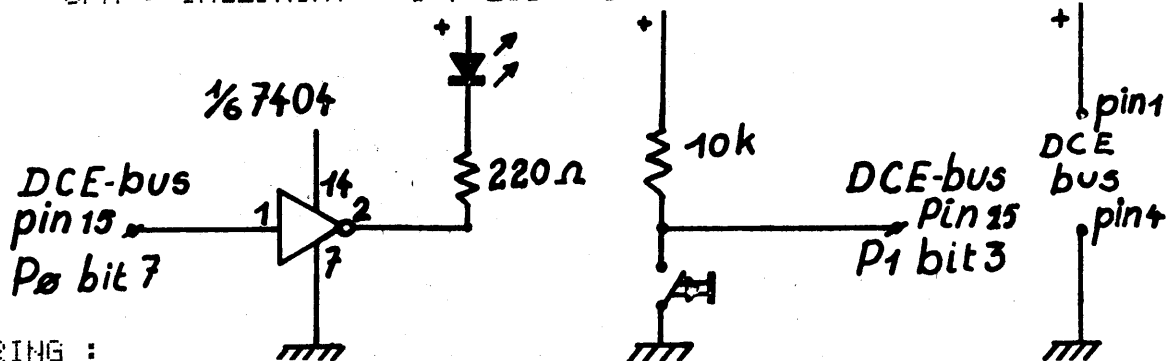 +
+
+
1/6 7404
10k
220Ω
14
1
2
7
DCE-bus
pin 15
Pø bit 7
DCE-bus
Pin 25
P1 bit 3
pin1
DCE
bus
pin4
RING :